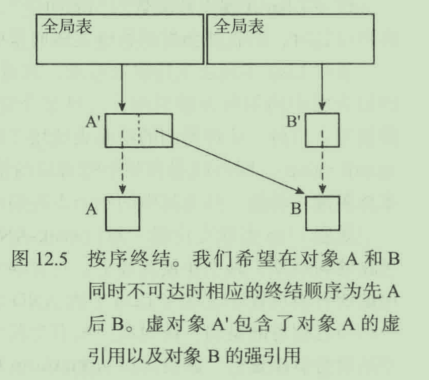 全局表 全局表
A' B'
A B
图 12.5 按序终结。我们希望在对象 A 和 B
同时不可达时相应的终结顺序为先 A
后 B。虚对象 A' 包含了对象 A 的虚
引用以及对象 B 的强引用